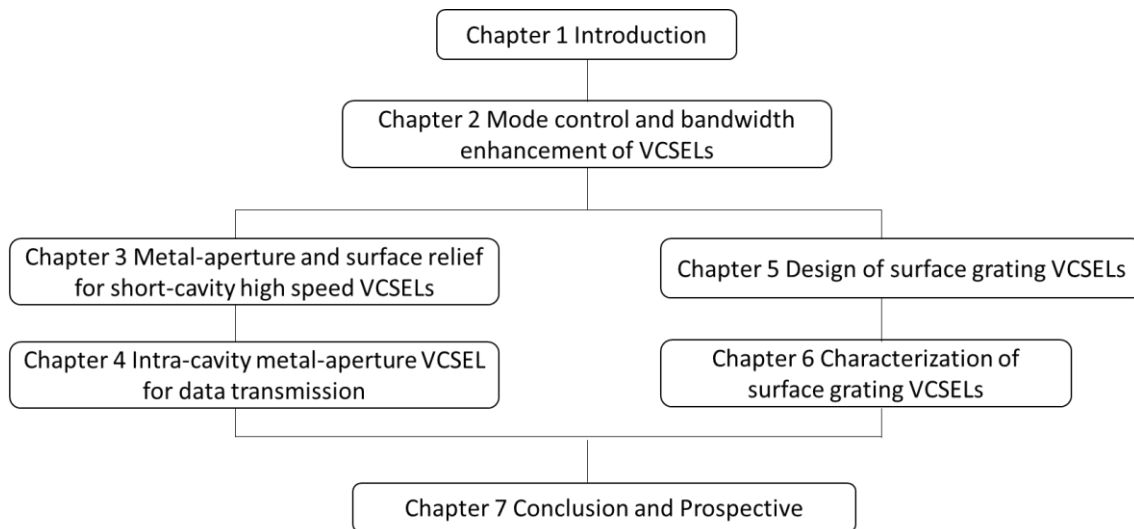 Chapter 1 Introduction
Chapter 2 Mode control and bandwidth
enhancement of VCSELs
Chapter 3 Metal-aperture and surface relief
for short-cavity high speed VCSELs
Chapter 4 Intra-cavity metal-aperture VCSEL
for data transmission
Chapter 5 Design of surface grating VCSELs
Chapter 6 Characterization of
surface grating VCSELs
Chapter 7 Conclusion and Prospective